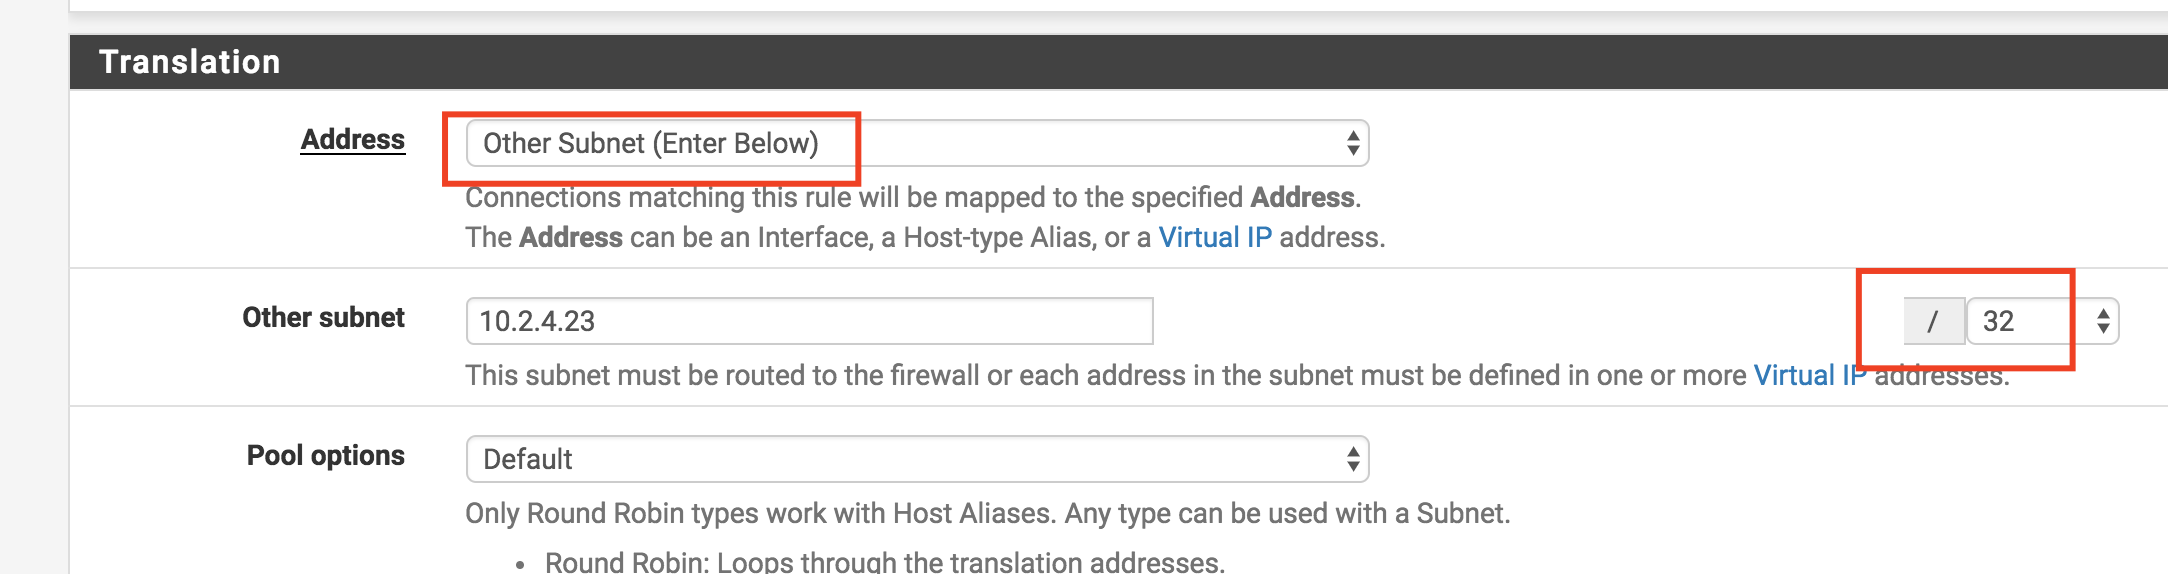 Translation
Address
Other Subnet (Enter Below)
Connections matching this rule will be mapped to the specified Address.
The Address can be an Interface, a Host-type Alias, or a Virtual IP address.
Other subnet
10.2.4.23
/ 32
This subnet must be routed to the firewall or each address in the subnet must be defined in one or more Virtual IP addresses.
Pool options
Default
Only Round Robin types work with Host Aliases. Any type can be used with a Subnet.
• Round Robin: Loops through the translation addresses.